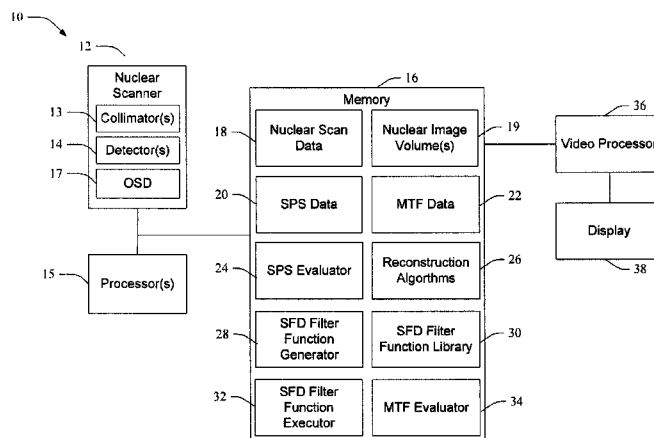 10
12
Nuclear
Scanner
13
Collimator(s)
14
Detector(s)
17
OSD
15
Processor(s)
16
Memory
18
Nuclear Scan
Data
Nuclear Image
Volume(s)
19
20
SPS Data
MTF Data
22
24
SPS Evaluator
Reconstruction
Algorthms
26
28
SFD Filter
Function
Generator
SFD Filter
Function Library
30
32
SFD Filter
Function
Executor
MTF Evaluator
34
36
Video Processor
Display
38